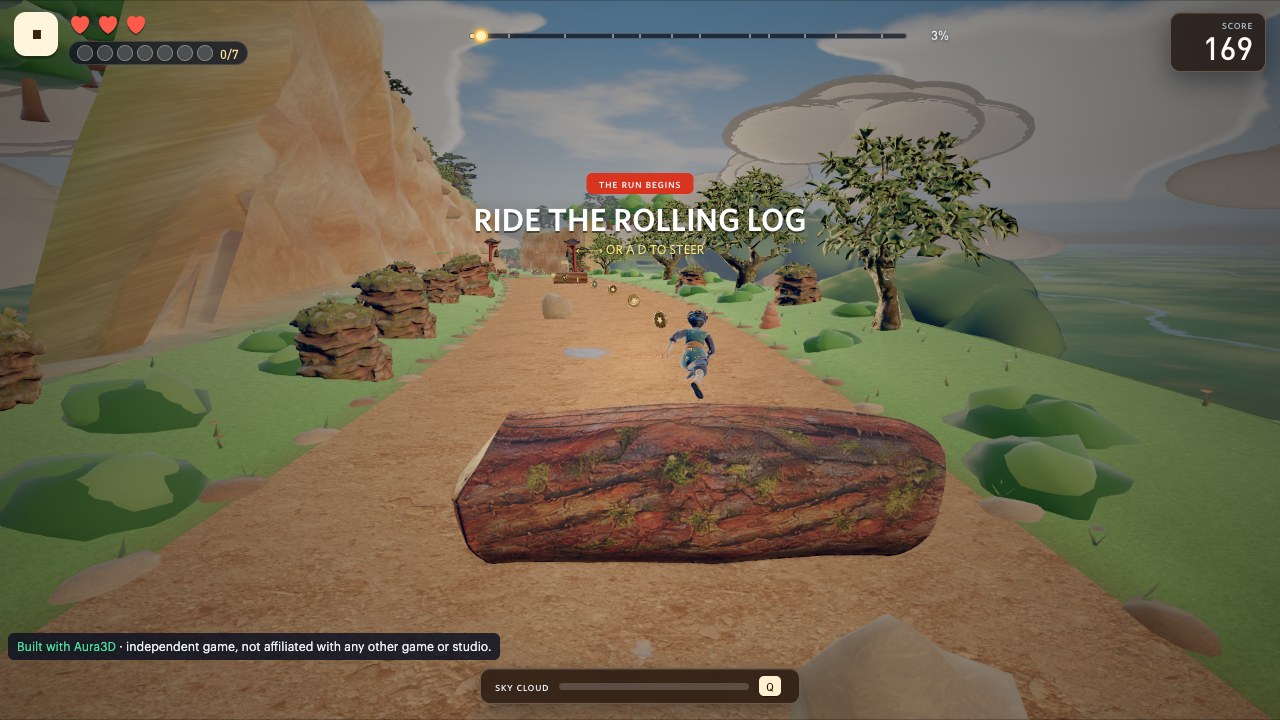 0/7
3%
SCORE
169
THE RUN BEGINS
RIDE THE ROLLING LOG
OR A D TO STEER
Built with Aura3D · independent game, not affiliated with any other game or studio.
SKY CLOUD
Q